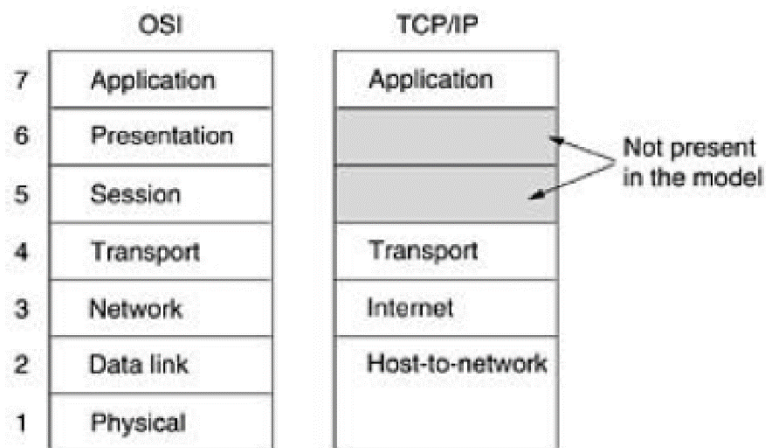 OSI TCP/IP
7 Application Application
6 Presentation
Not present
in the model
5 Session
4 Transport Transport
3 Network Internet
2 Data link Host-to-network
1 Physical